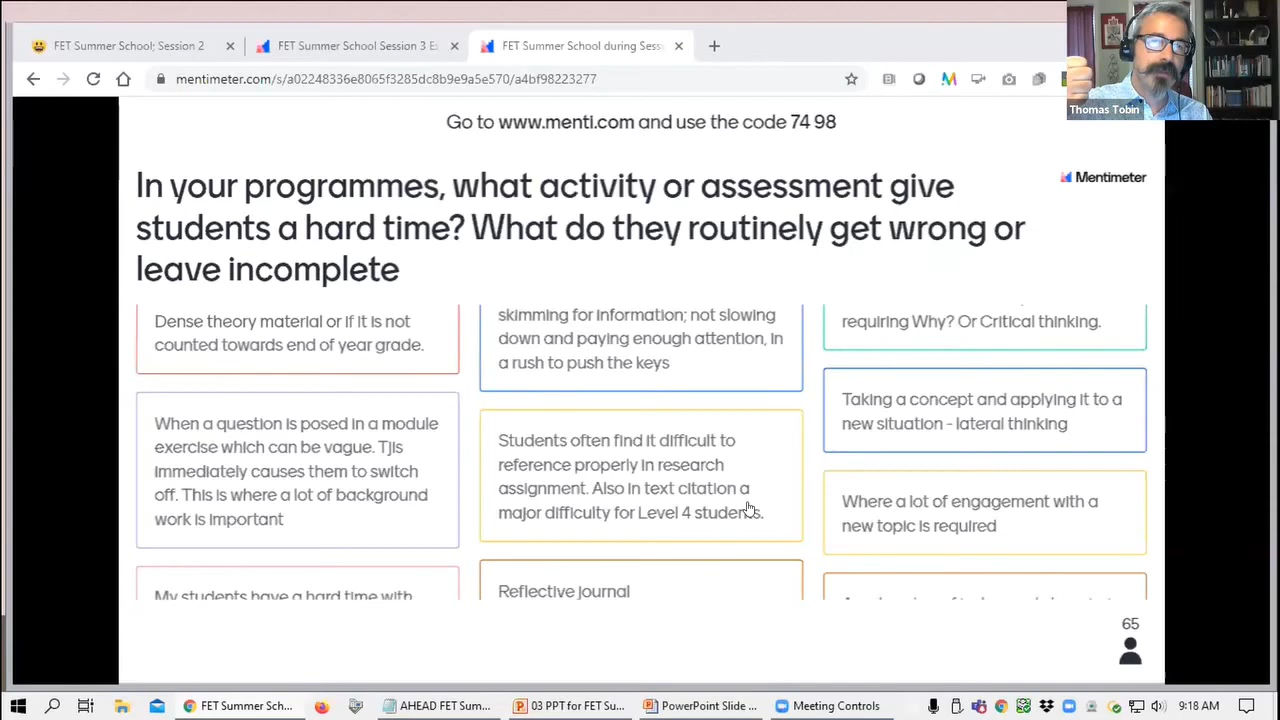 FET Summer School; Session 2
FET Summer School Session 3 E
FET Summer School during Sess
mentimeter.com/s/a02248336e8065f3285dc8b9e9a5e570/a4bf98223277
Thomas Tobin
Go to www.menti.com and use the code 74 98
Mentimeter
In your programmes, what activity or assessment give
students a hard time? What do they routinely get wrong or
leave incomplete
Dense theory material or if it is not
counted towards end of year grade.
When a question is posed in a module
exercise which can be vague. Tjis
immediately causes them to switch
off. This is where a lot of background
work is important
My students have a hard time with
skimming for information; not slowing
down and paying enough attention, in
a rush to push the keys
Students often find it difficult to
reference properly in research
assignment. Also in text citation a
major difficulty for Level 4 students.
Reflective journal
requiring Why? Or Critical thinking.
Taking a concept and applying it to a
new situation - lateral thinking
Where a lot of engagement with a
new topic is required
65
FET Summer Sch...
AHEAD FET Sum...
03 PPT for FET Su...
PowerPoint Slide ...
Meeting Controls
9:18 AM